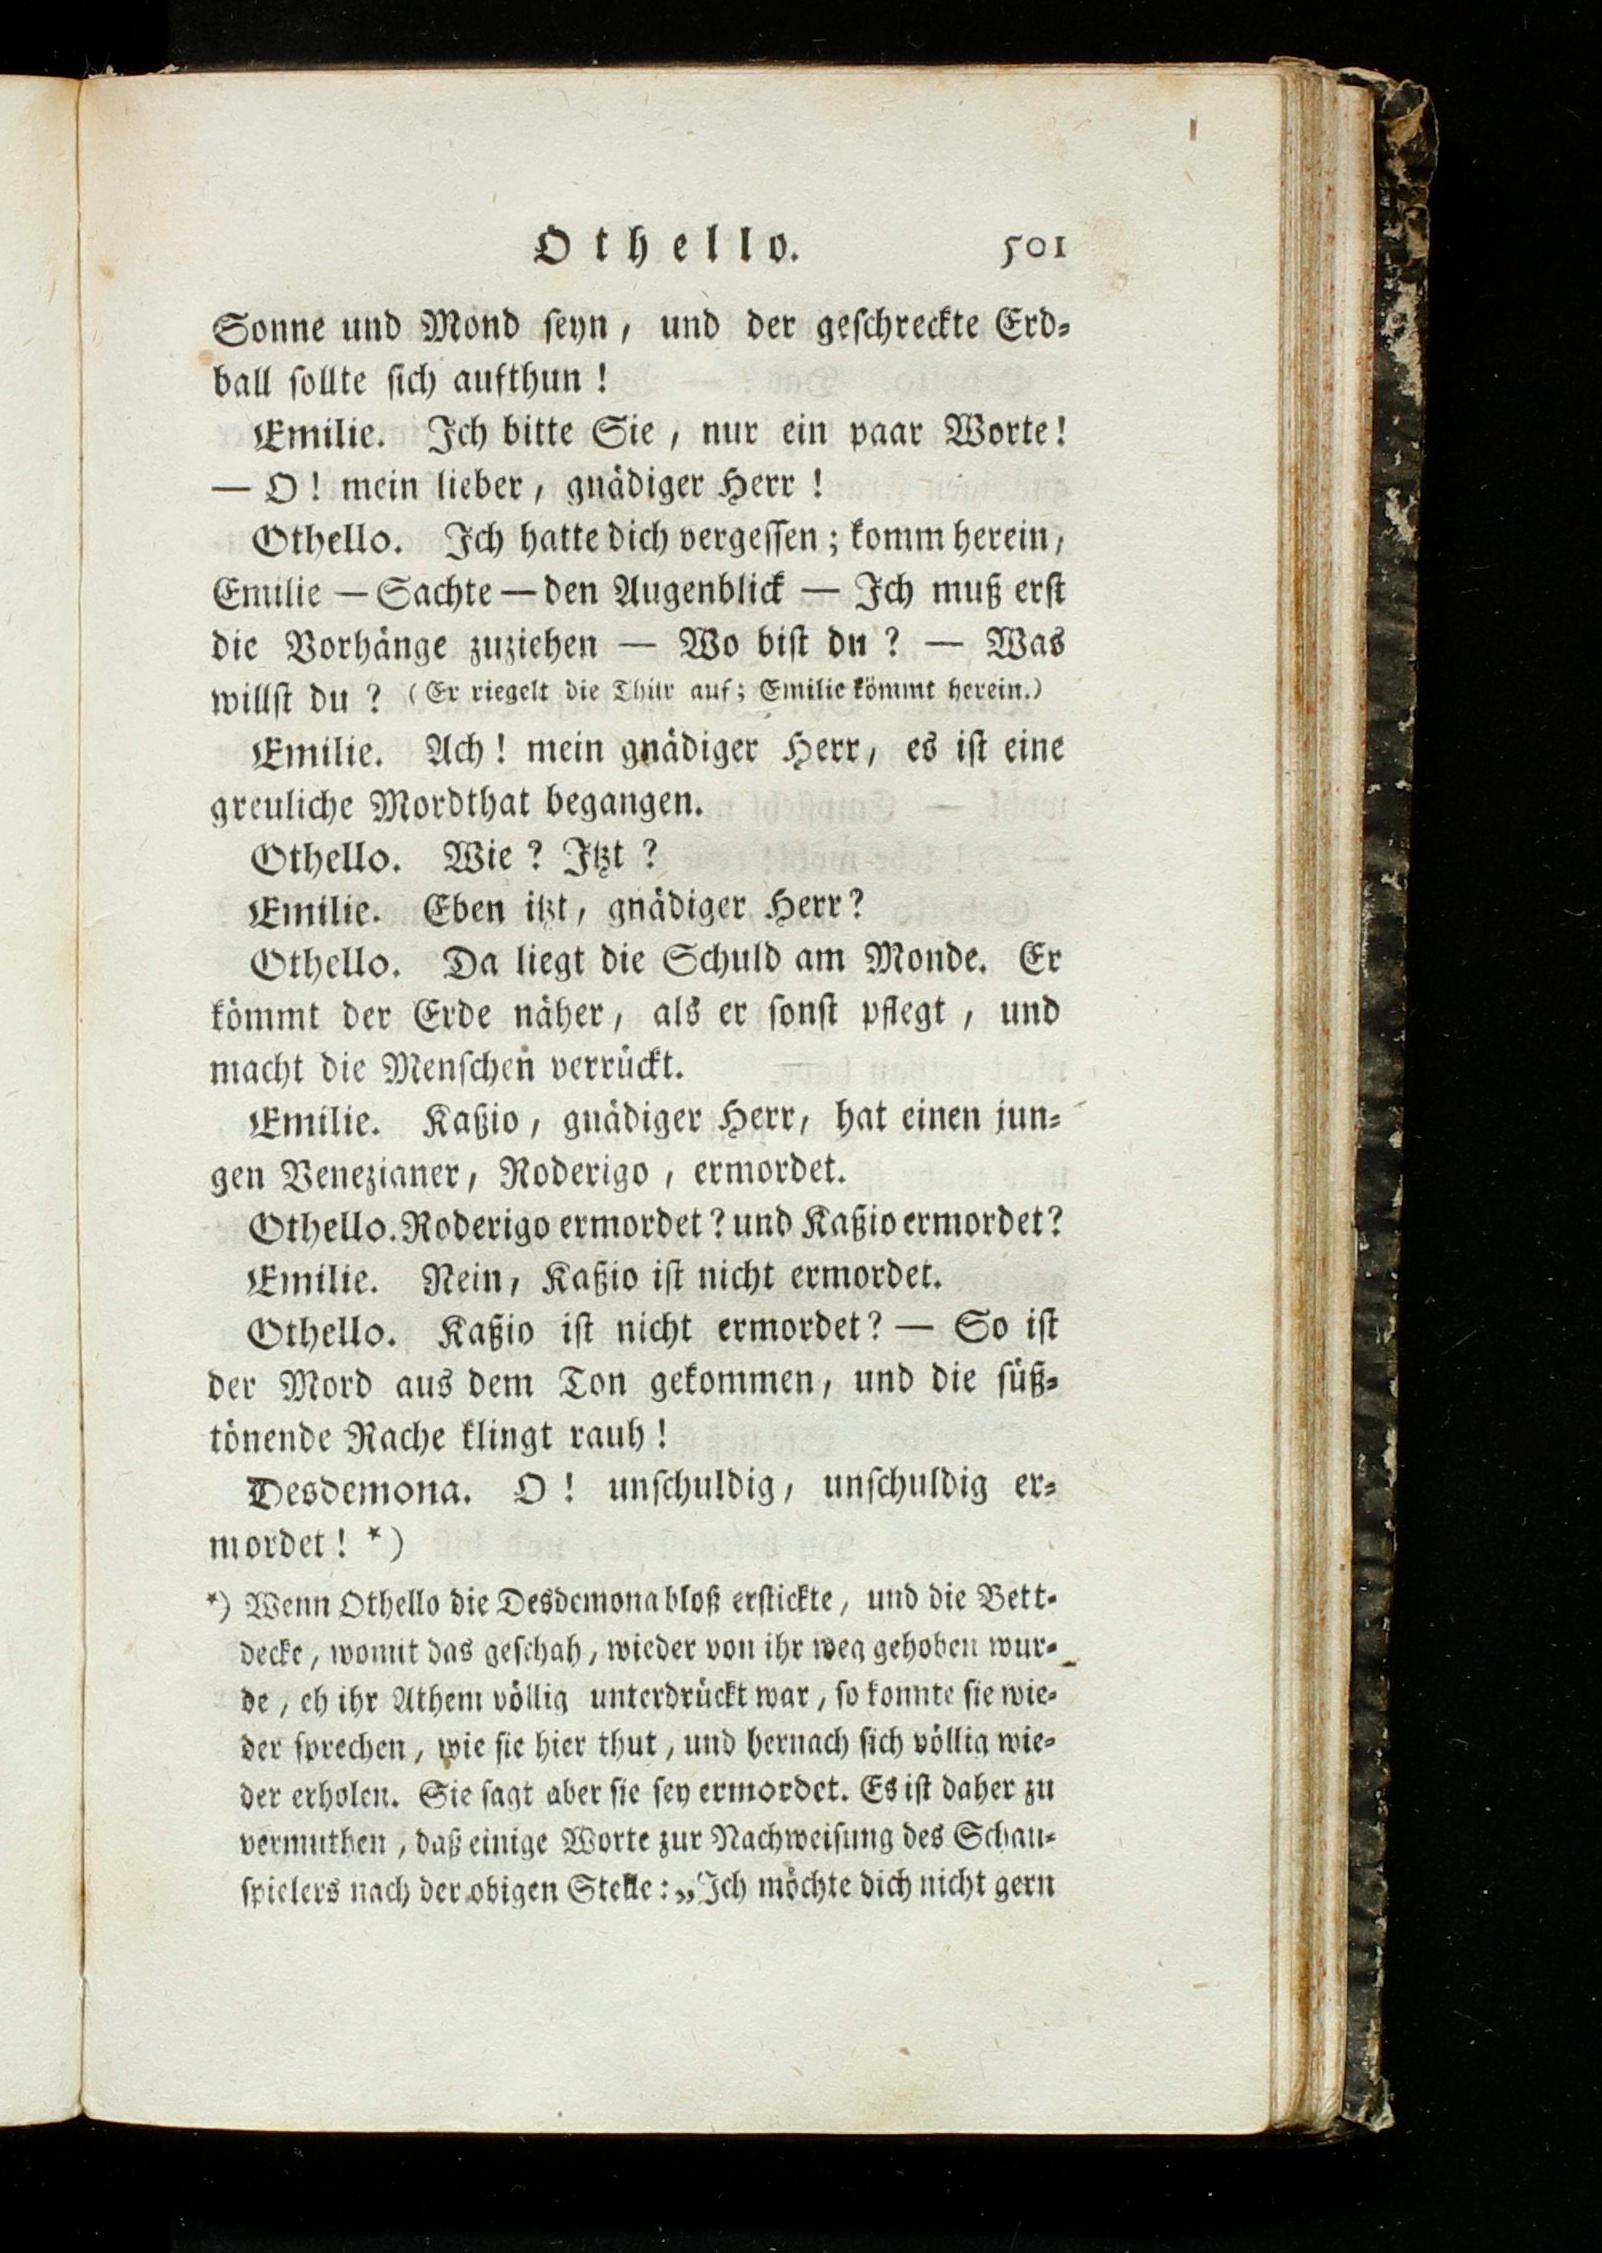 Othello. 501
Sonne und Mond ſeyn, und der geſchreckte Erd-
ball ſollte ſich aufthun!
Emilie. Ich bitte Sie, nur ein paar Worte!
— O! mein lieber, gnädiger Herr!
Othello. Ich hatte dich vergeſſen; komm herein,
Emilie — Sachte — den Augenblick — Ich muß erſt
die Vorhänge zuziehen — Wo biſt du? — Was
willſt du? (Er riegelt die Thür auf; Emilie kömmt herein.)
Emilie. Ach! mein gnädiger Herr, es iſt eine
greuliche Mordthat begangen.
Othello. Wie? Itzt?
Emilie. Eben itzt, gnädiger Herr?
Othello. Da liegt die Schuld am Monde. Er
kömmt der Erde näher, als er ſonſt pflegt, und
macht die Menſchen verrückt.
Emilie. Kaßio, gnädiger Herr, hat einen jun-
gen Venezianer, Roderigo, ermordet.
Othello. Roderigo ermordet? und Kaßio ermordet?
Emilie. Nein, Kaßio iſt nicht ermordet.
Othello. Kaßio iſt nicht ermordet? — So iſt
der Mord aus dem Ton gekommen, und die ſüß-
tönende Rache klingt rauh!
Desdemona. O! unſchuldig, unſchuldig er-
mordet! *)
*) Wenn Othello die Desdemona bloß erſtickte, und die Bett-
decke, womit das geſchah, wieder von ihr weg gehoben wur-
de, eh ihr Athem völlig unterdrückt war, ſo konnte ſie wie-
der ſprechen, wie ſie hier thut, und hernach ſich völlig wie-
der erholen. Sie ſagt aber ſie ſey ermordet. Es iſt daher zu
vermuthen, daß einige Worte zur Nachweiſung des Schau-
ſpielers nach der obigen Stelle: „Ich möchte dich nicht gern